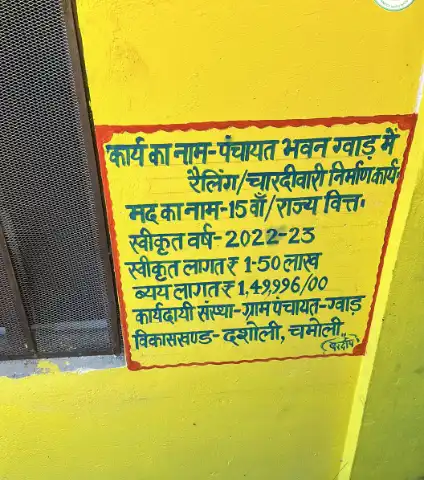 कार्य का नाम-पंचायत भवन ग्वाड़ में
रैलिंग/चारदीवारी निर्माण कार्य.
मद का नाम-15वाँ/राज्य वित्त.
स्वीकृत वर्ष-2022-23
स्वीकृत लागत ₹ 1.50 लाख
ब्यय लागत ₹ 1,49,996/00
कार्यदायी संस्था-ग्राम पंचायत-ग्वाड़
विकासखण्ड-दशोली, चमोली.